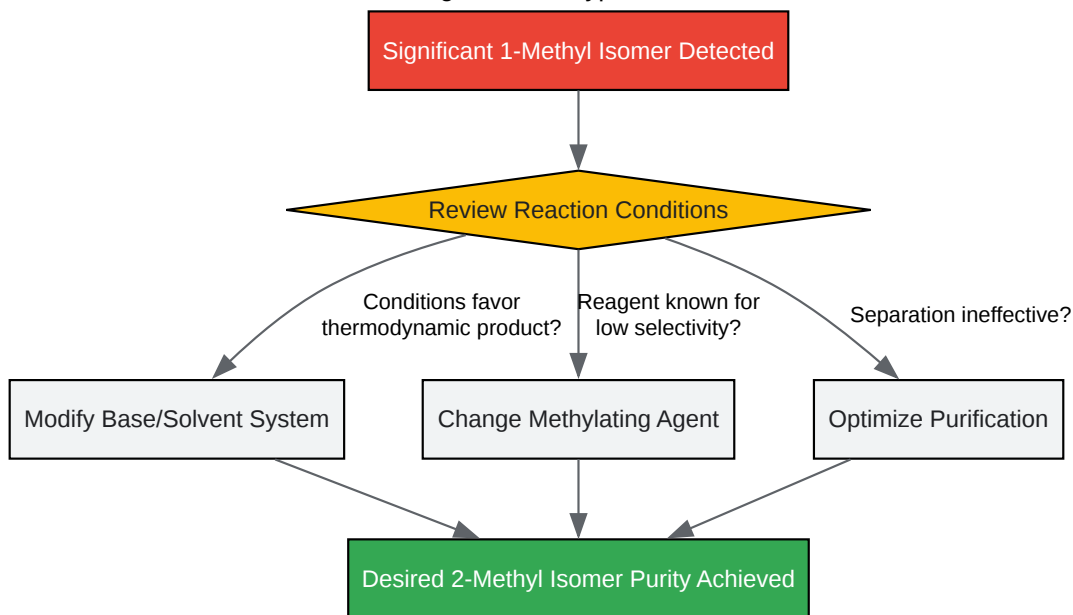 Significant 1-Methyl Isomer Detected
Review Reaction Conditions
Conditions favor
thermodynamic product?
Reagent known for
low selectivity?
Separation ineffective?
Modify Base/Solvent System
Change Methylating Agent
Optimize Purification
Desired 2-Methyl Isomer Purity Achieved